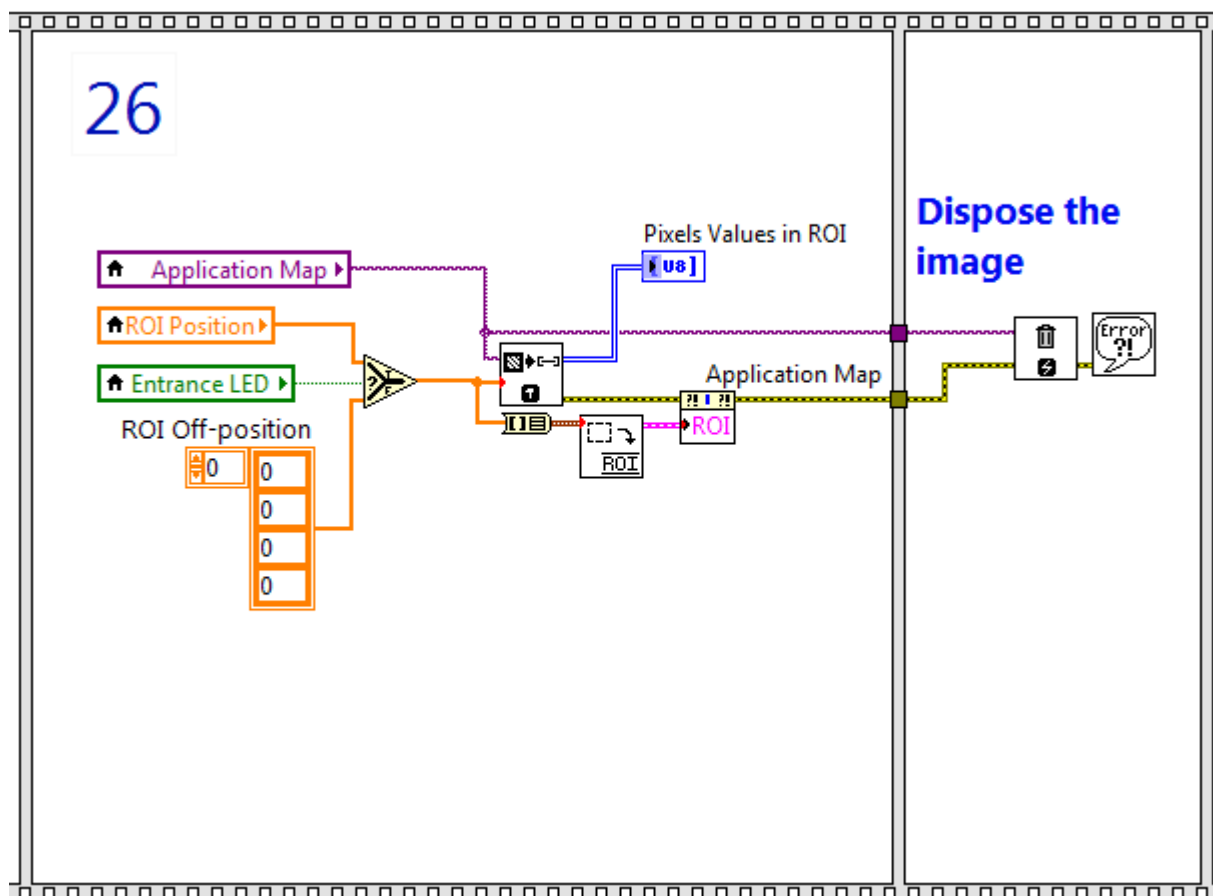 26
Pixels Values in ROI
Dispose the
image
Application Map
[U8]
ROI Position
Error
?!
Entrance LED
?
T
F
Application Map
?! ?!
ROI
ROI Off-position
0
0
0
0
0
ROI